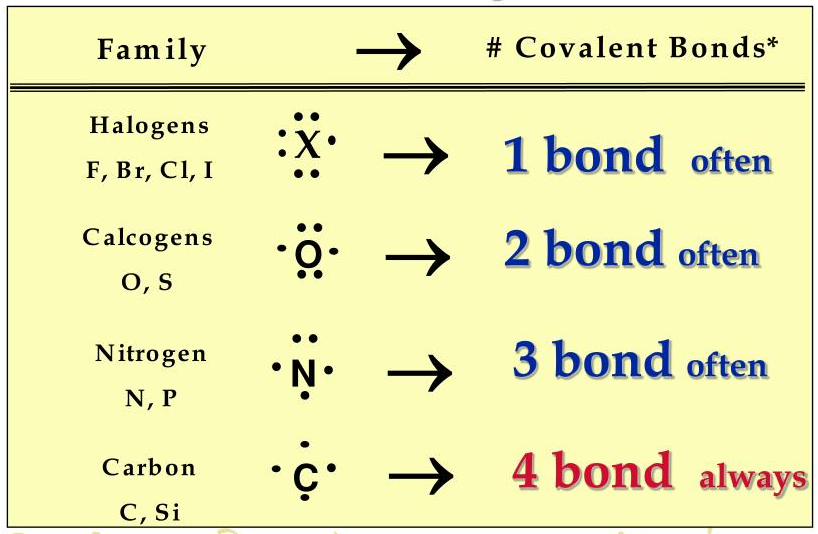 Family → # Covalent Bonds*
Halogens
F, Br, Cl, I
X → 1 bond often
Calcogens
O, S
O → 2 bond often
Nitrogen
N, P
N → 3 bond often
Carbon
C, Si
C → 4 bond always